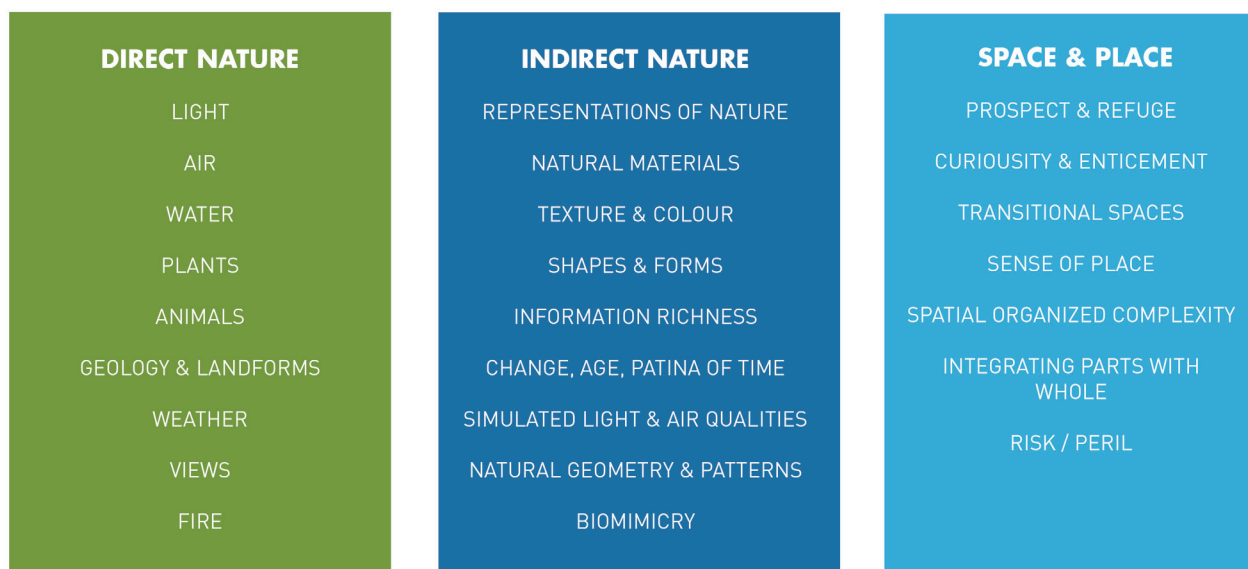 DIRECT NATURE
LIGHT
AIR
WATER
PLANTS
ANIMALS
GEOLOGY & LANDFORMS
WEATHER
VIEWS
FIRE
INDIRECT NATURE
REPRESENTATIONS OF NATURE
NATURAL MATERIALS
TEXTURE & COLOUR
SHAPES & FORMS
INFORMATION RICHNESS
CHANGE, AGE, PATINA OF TIME
SIMULATED LIGHT & AIR QUALITIES
NATURAL GEOMETRY & PATTERNS
BIOMIMICRY
SPACE & PLACE
PROSPECT & REFUGE
CURIOUSITY & ENTICEMENT
TRANSITIONAL SPACES
SENSE OF PLACE
SPATIAL ORGANIZED COMPLEXITY
INTEGRATING PARTS WITH
WHOLE
RISK / PERIL